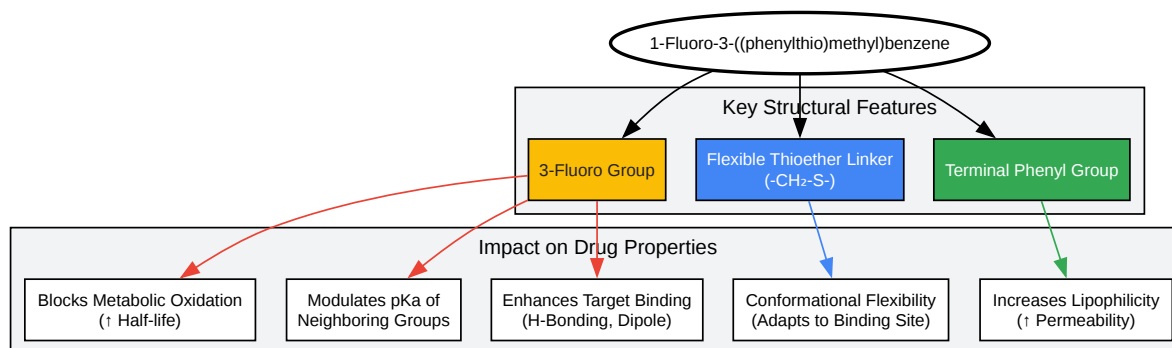 1-Fluoro-3-((phenylthio)methyl)benzene
Key Structural Features
3-Fluoro Group
Flexible Thioether Linker
(-CH₂-S-)
Terminal Phenyl Group
Impact on Drug Properties
Blocks Metabolic Oxidation
(↑ Half-life)
Modulates pKa of
Neighboring Groups
Enhances Target Binding
(H-Bonding, Dipole)
Conformational Flexibility
(Adapts to Binding Site)
Increases Lipophilicity
(↑ Permeability)